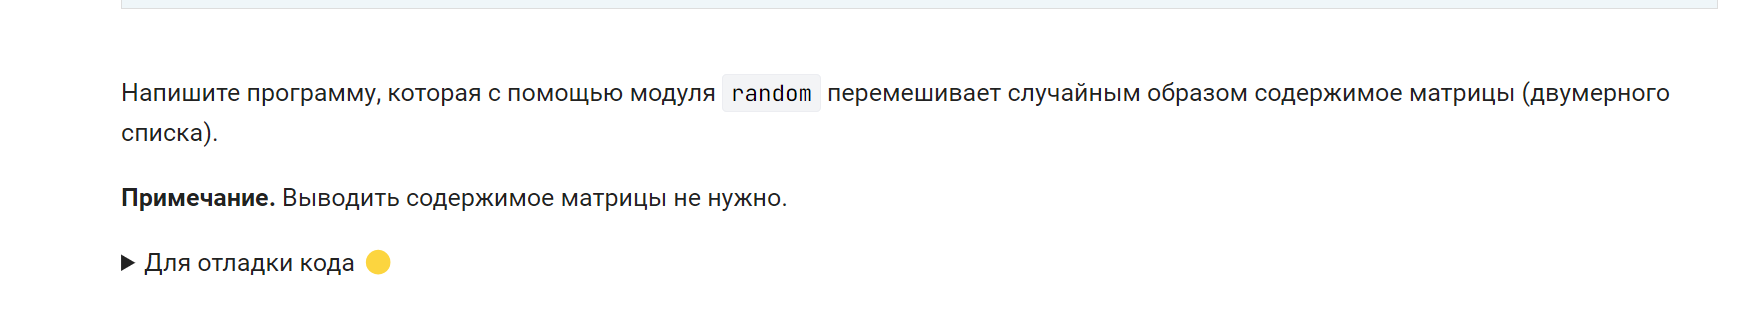 Напишите программу, которая с помощью модуля random перемешивает случайным образом содержимое матрицы (двумерного
списка).
Примечание. Выводить содержимое матрицы не нужно.
Для отладки кода